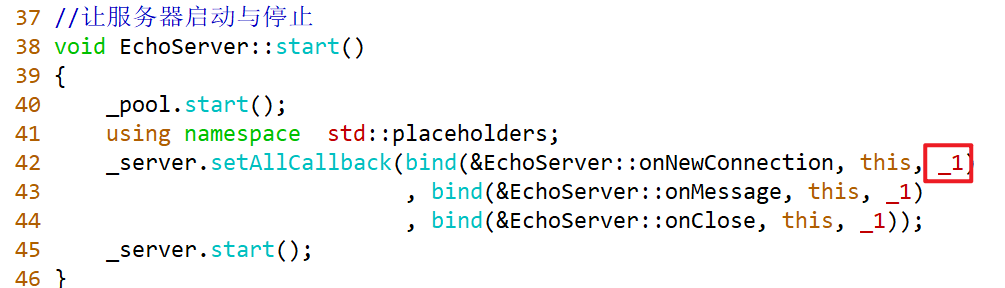 37 //让服务器启动与停止
38 void EchoServer::start()
39 {
40     _pool.start();
41     using namespace  std::placeholders;
42     _server.setAllCallback(bind(&EchoServer::onNewConnection, this, _1)
43                            , bind(&EchoServer::onMessage, this, _1)
44                            , bind(&EchoServer::onClose, this, _1));
45     _server.start();
46 }